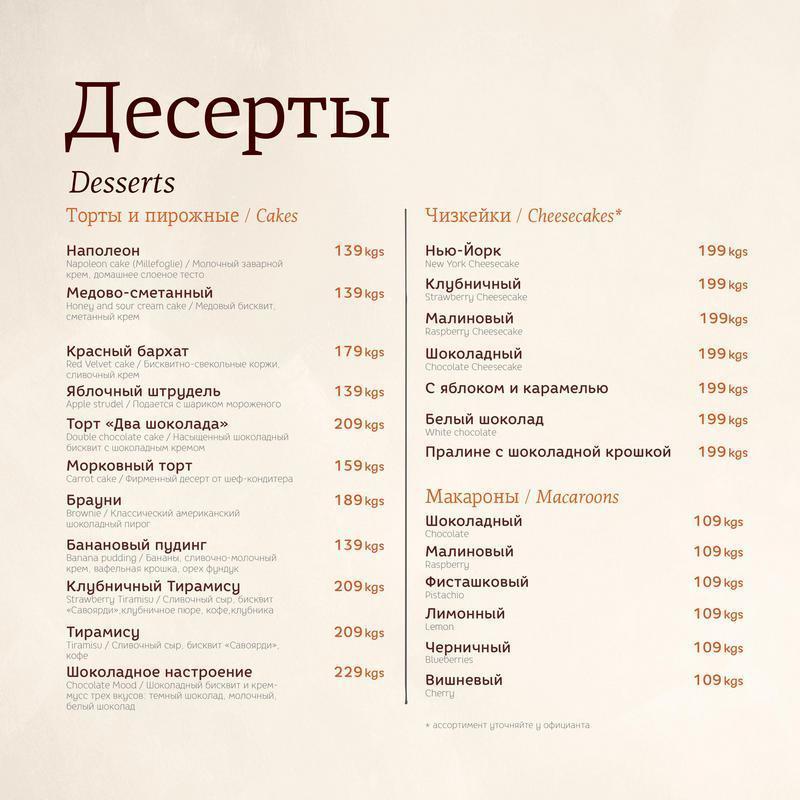 Десерты
Desserts
Торты и пирожные / Cakes
Наполеон 139 kgs
Napoleon cake (Millefoglie) / Молочный заварной
крем, домашнее слоеное тесто
Медово-сметанный 139 kgs
Honey and sour cream cake / Медовый бисквит,
сметанный крем
Красный бархат 179 kgs
Red Velvet cake / Бисквитно-свекольные коржи,
сливочный крем
Яблочный штрудель 139 kgs
Apple strudel / Подается с шариком мороженого
Торт «Два шоколада» 209 kgs
Double chocolate cake / Насыщенный шоколадный
бисквит с шоколадным кремом
Морковный торт 159 kgs
Carrot cake / Фирменный десерт от шеф-кондитера
Брауни 189 kgs
Brownie / Классический американский
шоколадный пирог
Банановый пудинг 139 kgs
Banana pudding / Бананы, сливочно-молочный
крем, вафельная крошка, орех фундук
Клубничный Тирамису 209 kgs
Strawberry Tiramisu / Сливочный сыр, бисквит
«Савоярди»,клубничное пюре, кофе,клубника
Тирамису 209 kgs
Tiramisu / Сливочный сыр, бисквит «Савоярди»,
кофе
Шоколадное настроение 229 kgs
Chocolate Mood / Шоколадный бисквит и крем-
мусс трех вкусов: темный шоколад, молочный,
белый шоколад
Чизкейки / Cheesecakes*
Нью-Йорк 199 kgs
New York Cheesecake
Клубничный 199 kgs
Strawberry Cheesecake
Малиновый 199kgs
Raspberry Cheesecake
Шоколадный 199 kgs
Chocolate Cheesecake
С яблоком и карамелью 199 kgs
Белый шоколад 199 kgs
White chocolate
Пралине с шоколадной крошкой 199 kgs
Макароны / Macaroons
Шоколадный 109 kgs
Chocolate
Малиновый 109 kgs
Raspberry
Фисташковый 109 kgs
Pistachio
Лимонный 109 kgs
Lemon
Черничный 109 kgs
Blueberries
Вишневый 109 kgs
Cherry
* ассортимент уточняйте у официанта